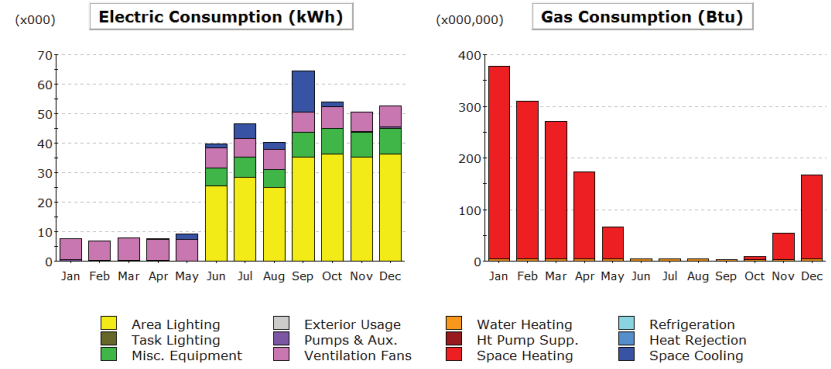 (x000) Electric Consumption (kWh)
70
60
50
40
30
20
10
0
Jan Feb Mar Apr May Jun Jul Aug Sep Oct Nov Dec
(x000,000) Gas Consumption (Btu)
400
300
200
100
0
Jan Feb Mar Apr May Jun Jul Aug Sep Oct Nov Dec
Area Lighting
Task Lighting
Misc. Equipment
Exterior Usage
Pumps & Aux.
Ventilation Fans
Water Heating
Ht Pump Supp.
Space Heating
Refrigeration
Heat Rejection
Space Cooling